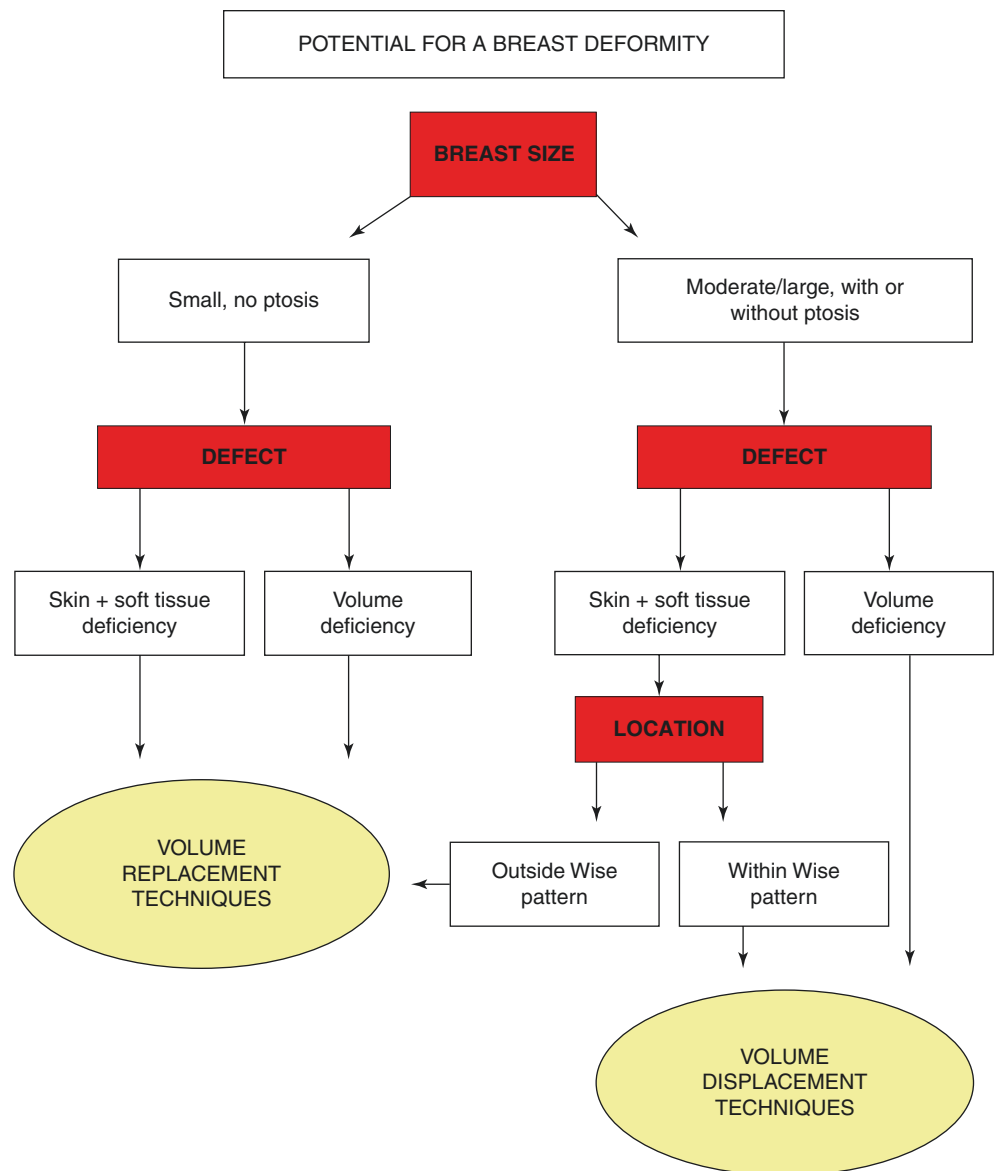 POTENTIAL FOR A BREAST DEFORMITY
BREAST SIZE
Small, no ptosis
Moderate/large, with or
without ptosis
DEFECT
DEFECT
Skin + soft tissue
deficiency
Volume
deficiency
Skin + soft tissue
deficiency
Volume
deficiency
LOCATION
VOLUME
REPLACEMENT
TECHNIQUES
Outside Wise
pattern
Within Wise
pattern
VOLUME
DISPLACEMENT
TECHNIQUES